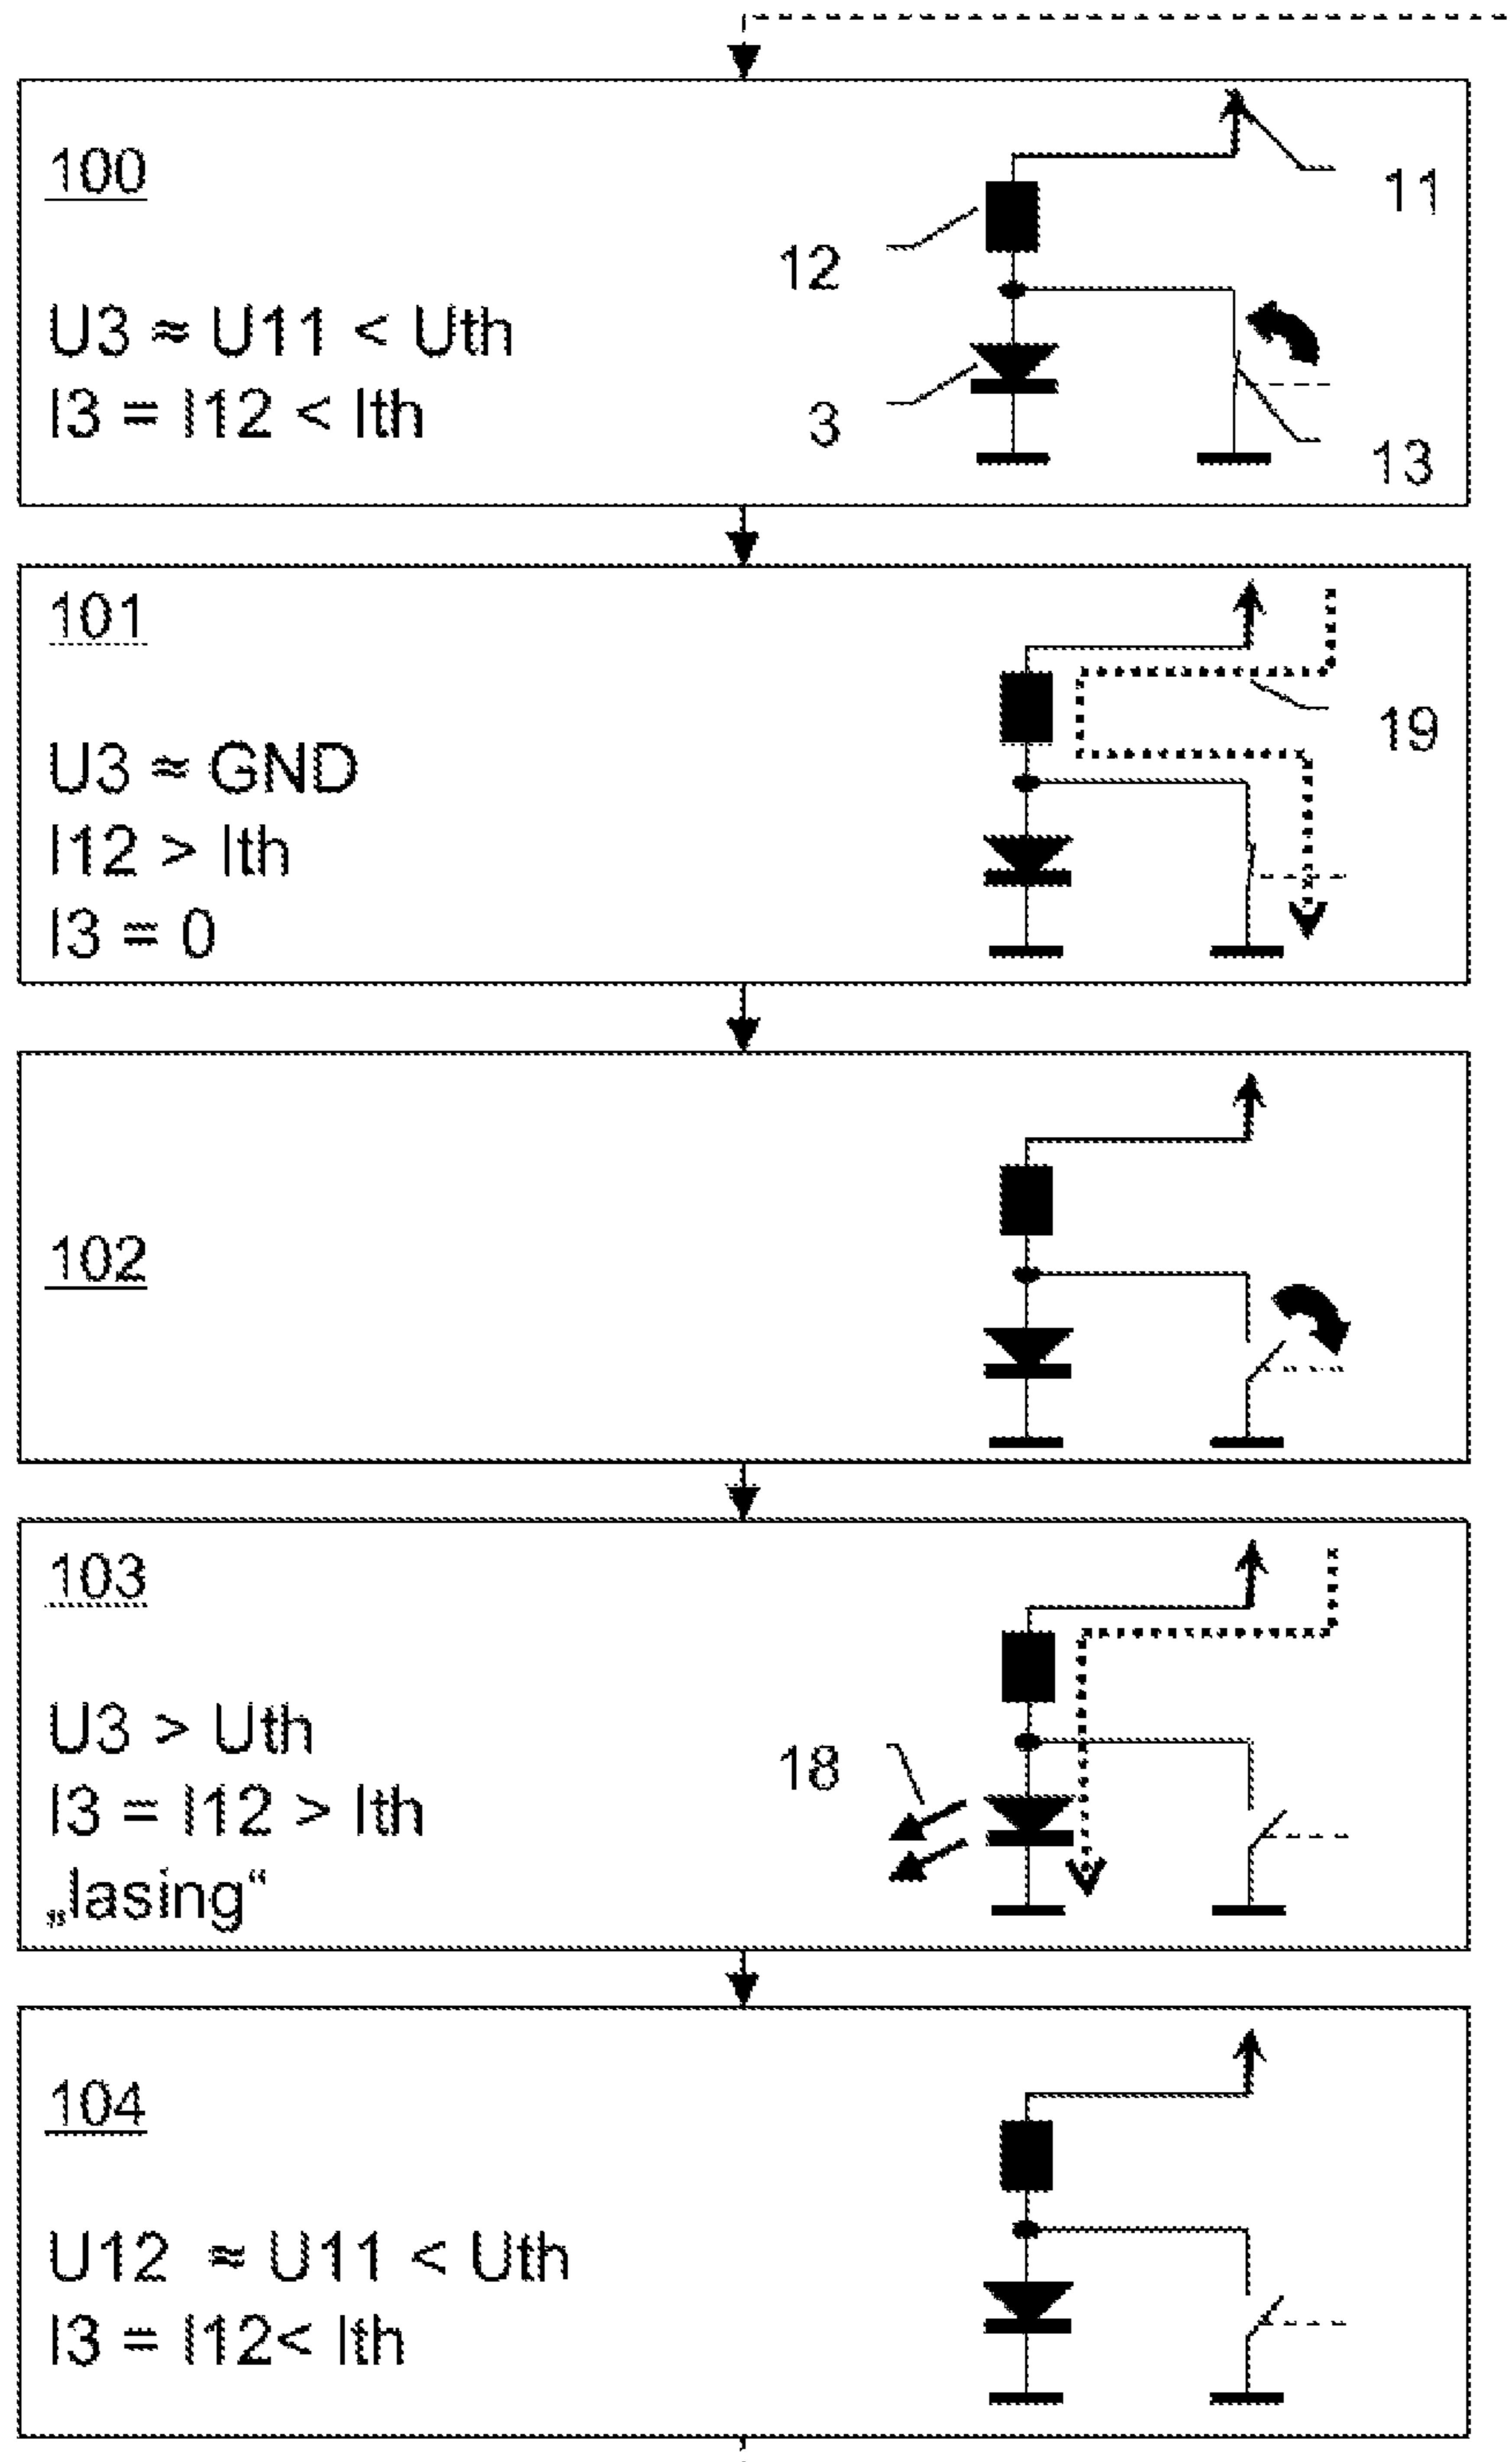 100
11
12
U3 ≈ U11 < Uth
I3 = I12 < Ith
3
13
101
19
U3 ≈ GND
I12 > Ith
I3 = 0
102
103
U3 > Uth
18
I3 = I12 > Ith
„lasing“
104
U12 ≈ U11 < Uth
I3 = I12< Ith